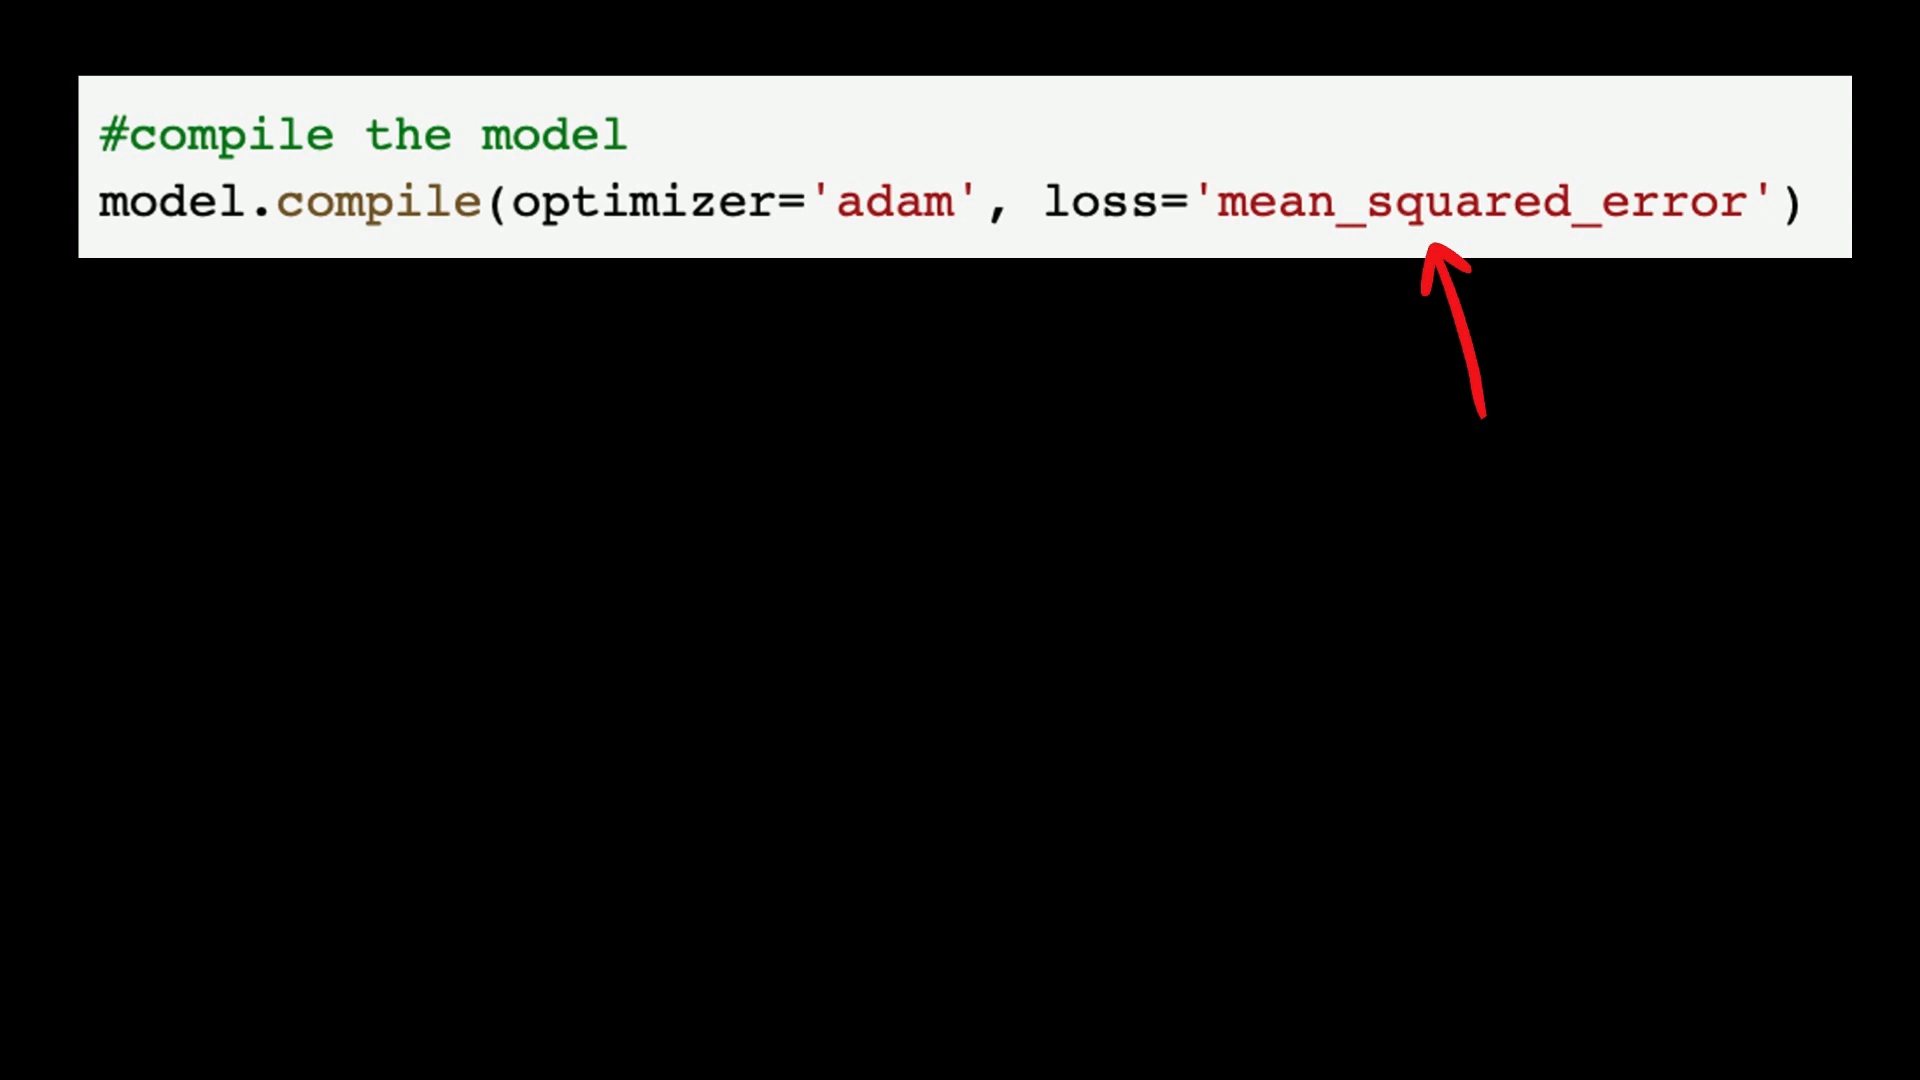 #compile the model
model.compile(optimizer='adam', loss='mean_squared_error')